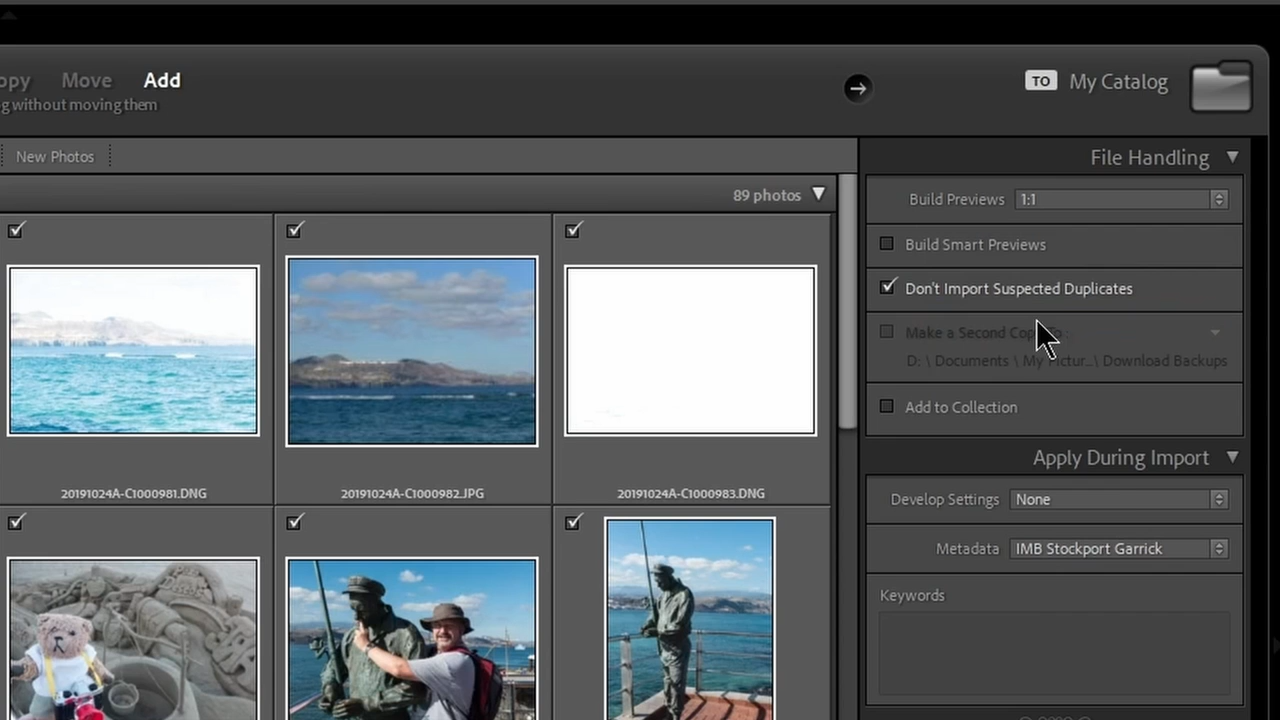 opy Move Add
g without moving them
TO My Catalog
New Photos
89 photos
File Handling
Build Previews 1:1
Build Smart Previews
Don't Import Suspected Duplicates
Make a Second Cop
D: \ Documents \ My Pictur...\ Download Backups
Add to Collection
20191024A-C1000981.DNG
20191024A-C1000982.JPG
20191024A-C1000983.DNG
Apply During Import
Develop Settings None
Metadata IMB Stockport Garrick
Keywords